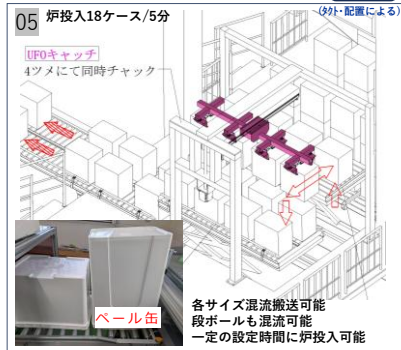 05 炉投入18ケース/5分
(タクト・配置による)
UFOキャッチ
4ツメにて同時チャック
ペール缶
各サイズ混流搬送可能
段ボールも混流可能
一定の設定時間に炉投入可能